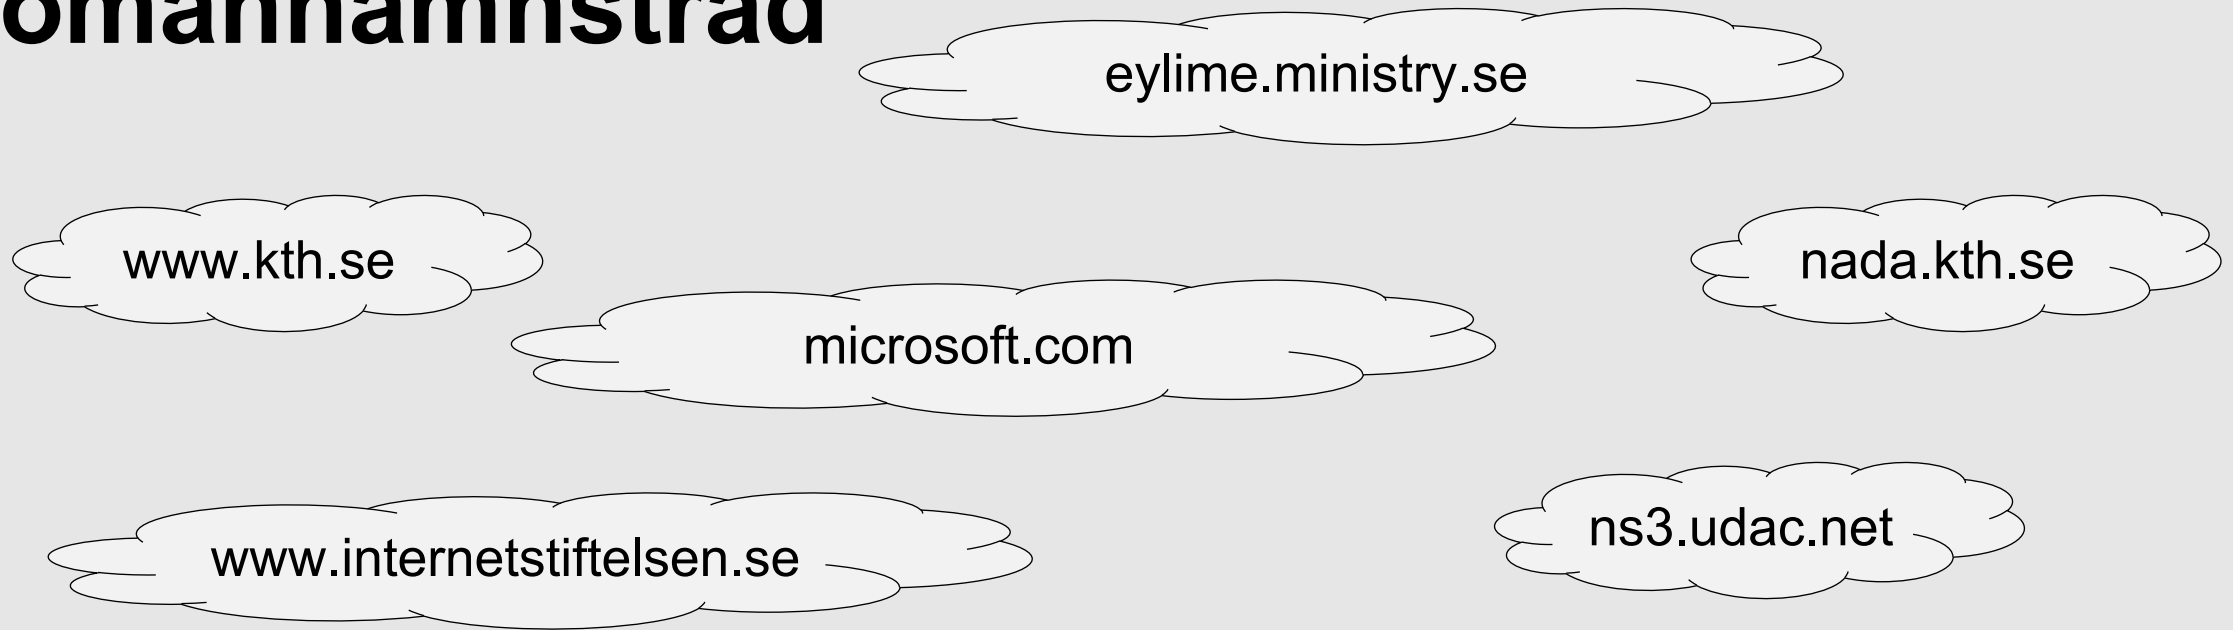 omännamnsträd
eylime.ministry.se
www.kth.se
nada.kth.se
microsoft.com
www.internetstiftelsen.se
ns3.udac.net